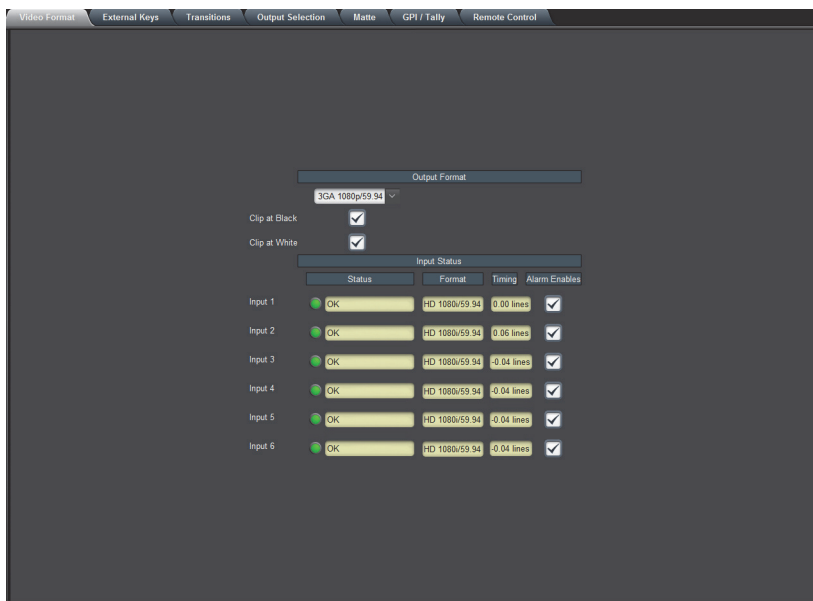 Video Format External Keys Transitions Output Selection Matte GPI / Tally Remote Control
Output Format
3GA 1080p/59.94
Clip at Black
Clip at White
Input Status
Status Format Timing Alarm Enables
Input 1 OK HD 1080i/59.94 0.00 lines
Input 2 OK HD 1080i/59.94 0.06 lines
Input 3 OK HD 1080i/59.94 -0.04 lines
Input 4 OK HD 1080i/59.94 -0.04 lines
Input 5 OK HD 1080i/59.94 -0.04 lines
Input 6 OK HD 1080i/59.94 -0.04 lines